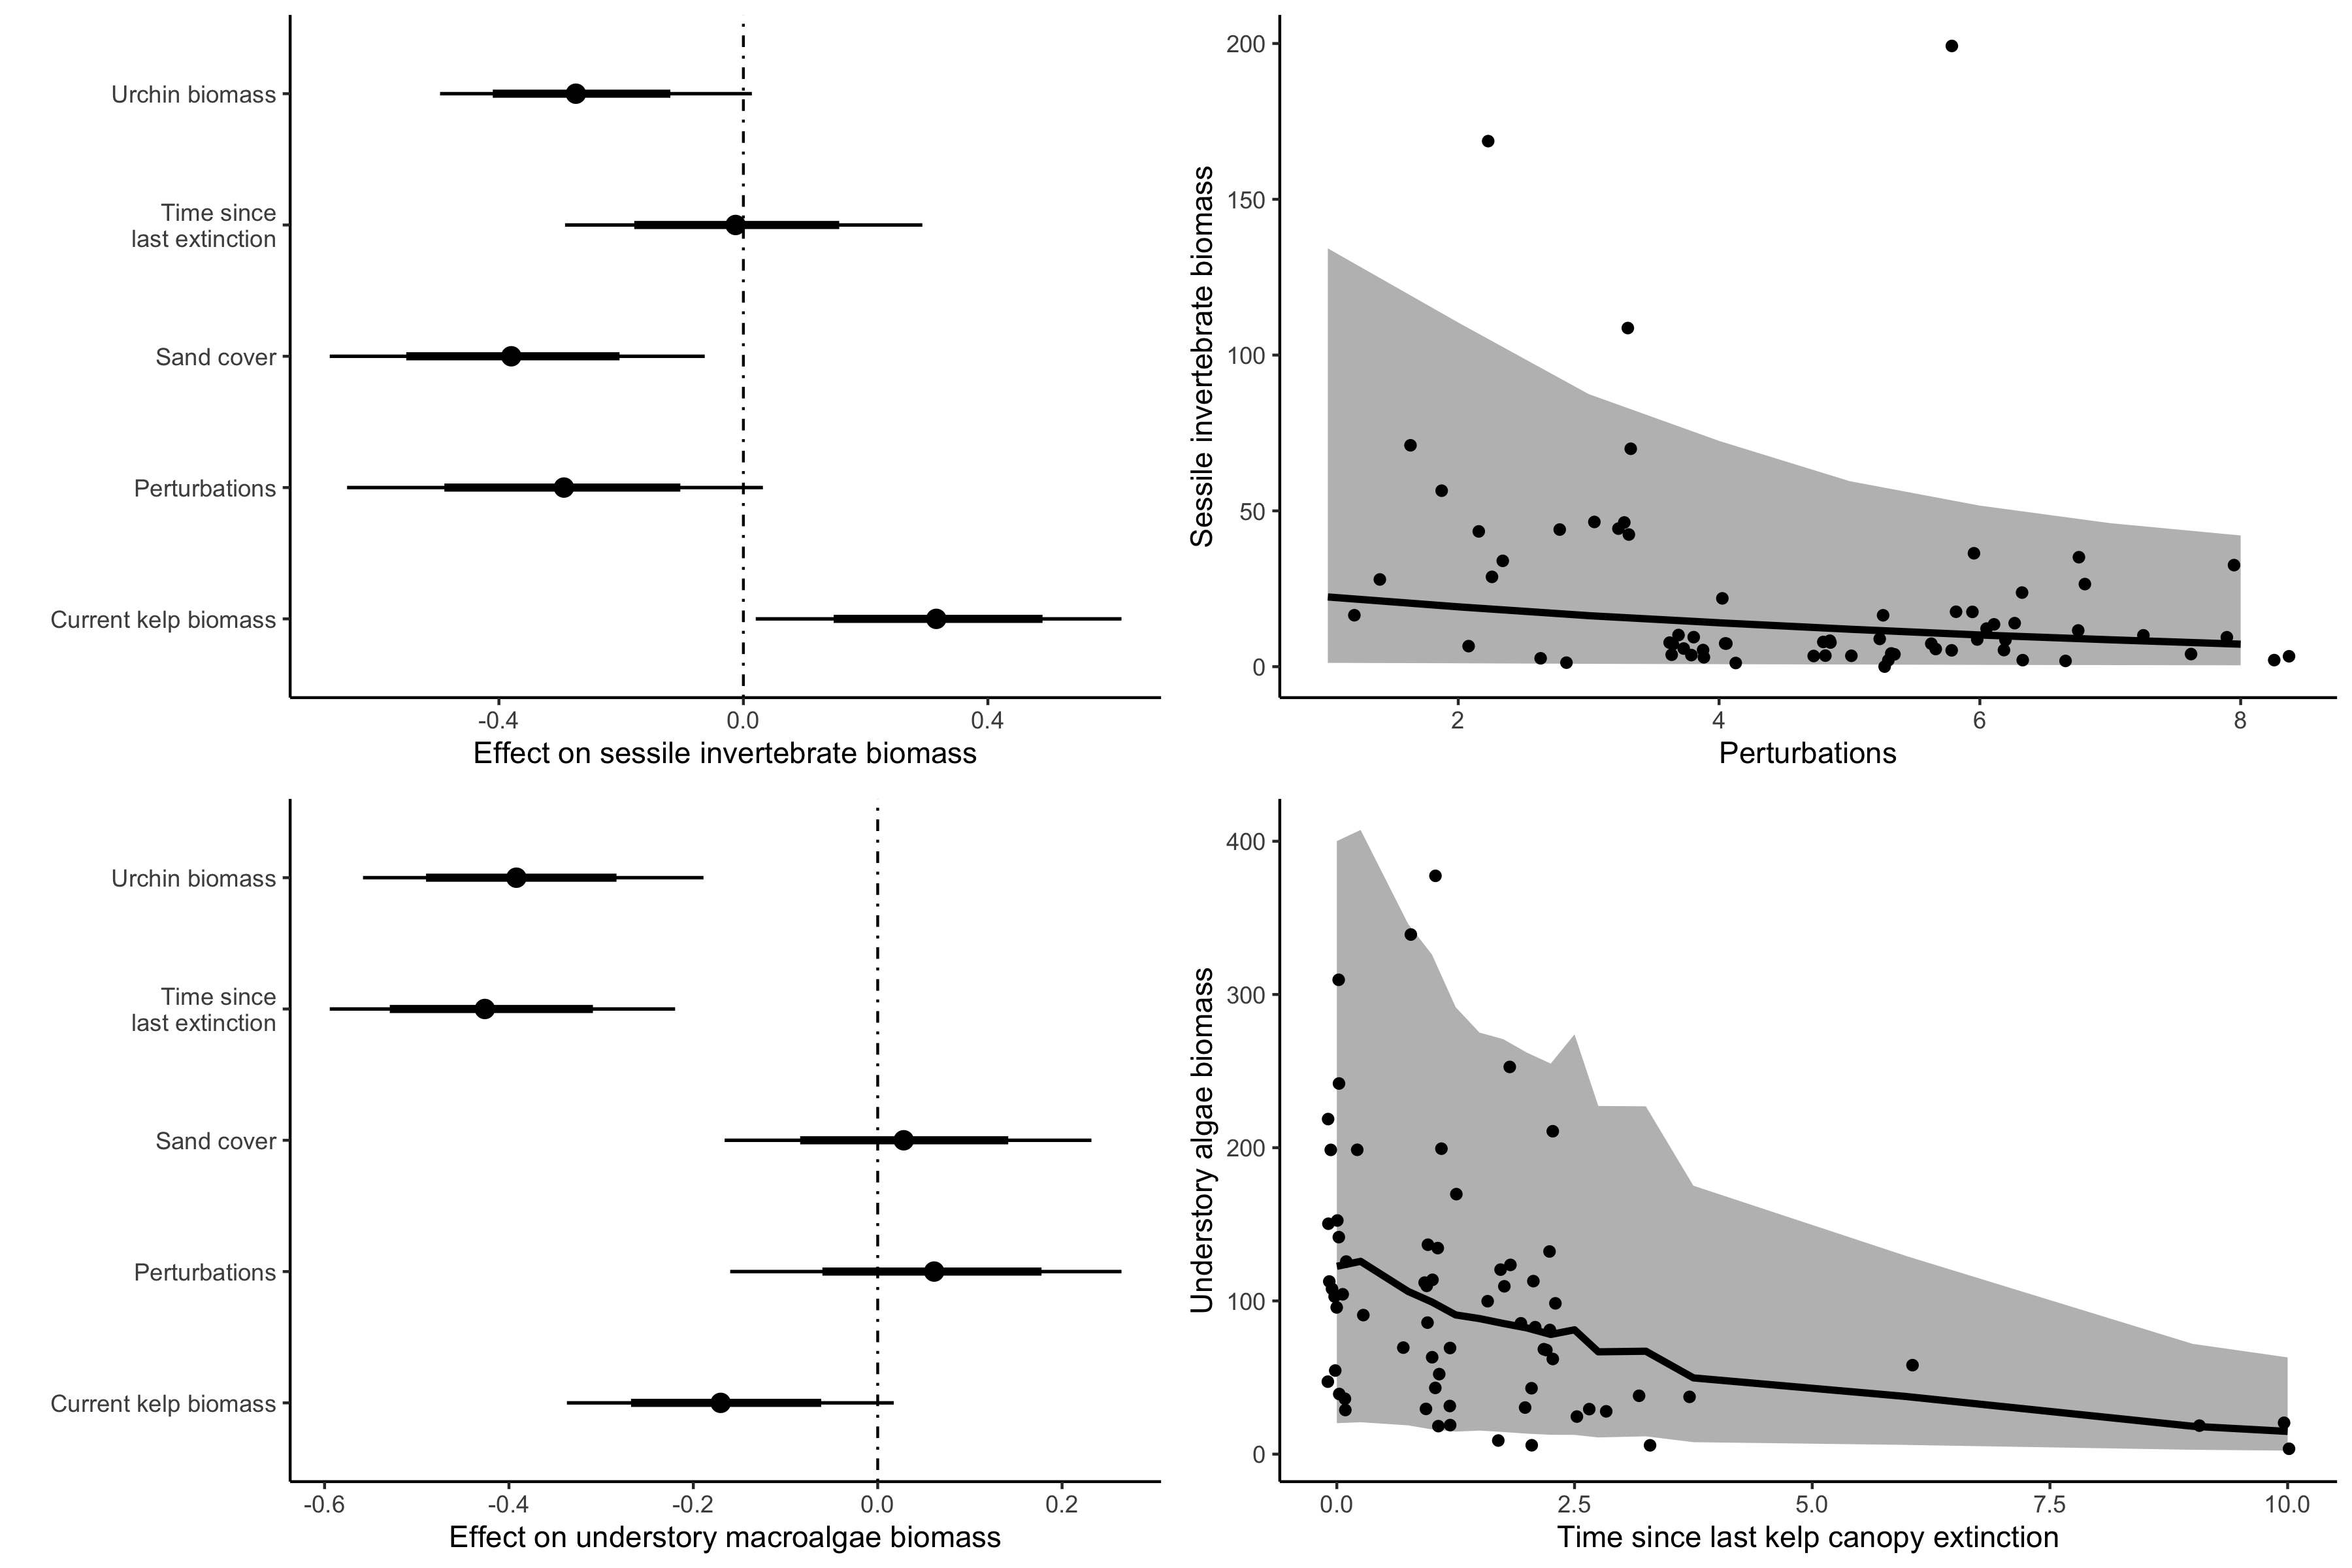 Urchin biomass
Time since
last extinction
Sand cover
Perturbations
Current kelp biomass
-0.4 0.0 0.4
Effect on sessile invertebrate biomass
200
150
100
50
0
Sessile invertebrate biomass
2 4 6 8
Perturbations
Urchin biomass
Time since
last extinction
Sand cover
Perturbations
Current kelp biomass
-0.6 -0.4 -0.2 0.0 0.2
Effect on understory macroalgae biomass
400
300
200
100
0
Understory algae biomass
0.0 2.5 5.0 7.5 10.0
Time since last kelp canopy extinction